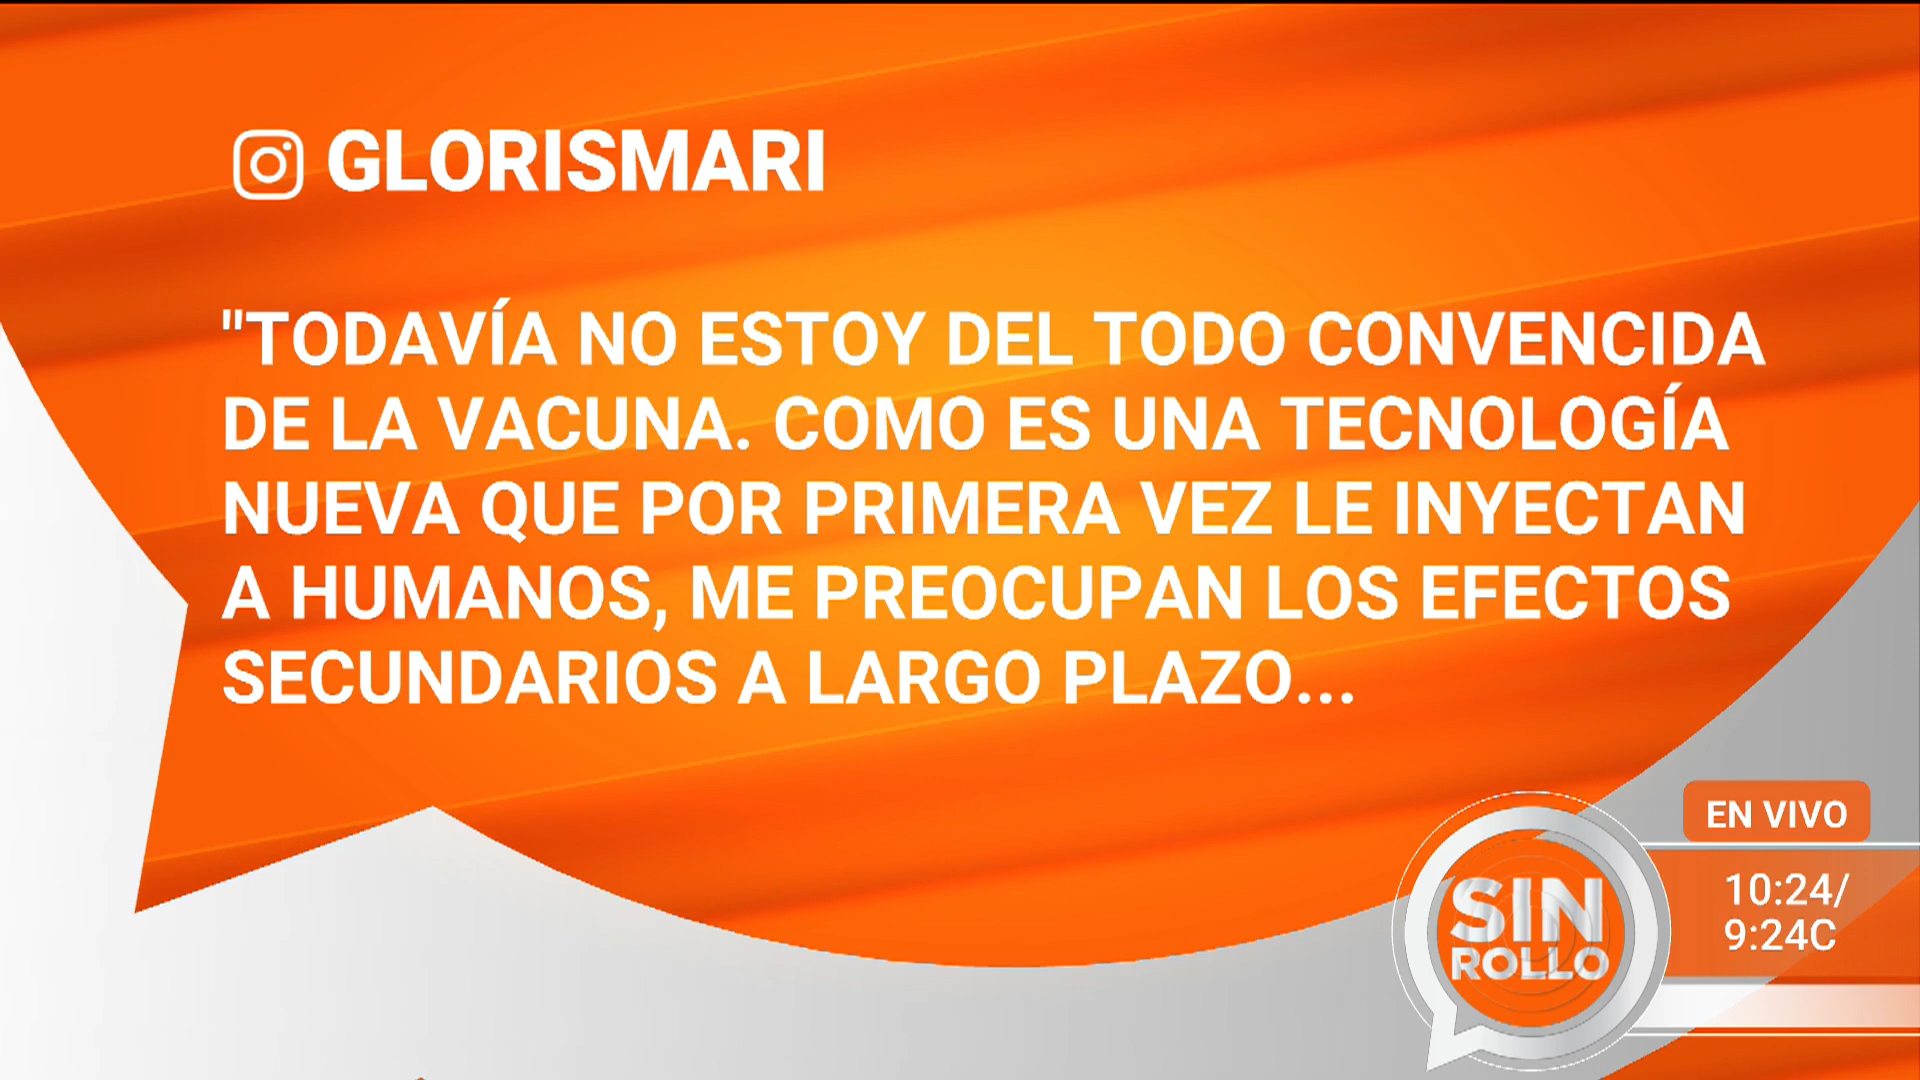 GLORISMARI
"TODAVÍA NO ESTOY DEL TODO CONVENCIDA
DE LA VACUNA. COMO ES UNA TECNOLOGÍA
NUEVA QUE POR PRIMERA VEZ LE INYECTAN
A HUMANOS, ME PREOCUPAN LOS EFECTOS
SECUNDARIOS A LARGO PLAZO...
EN VIVO
10:24/
9:24C
SIN
ROLLO